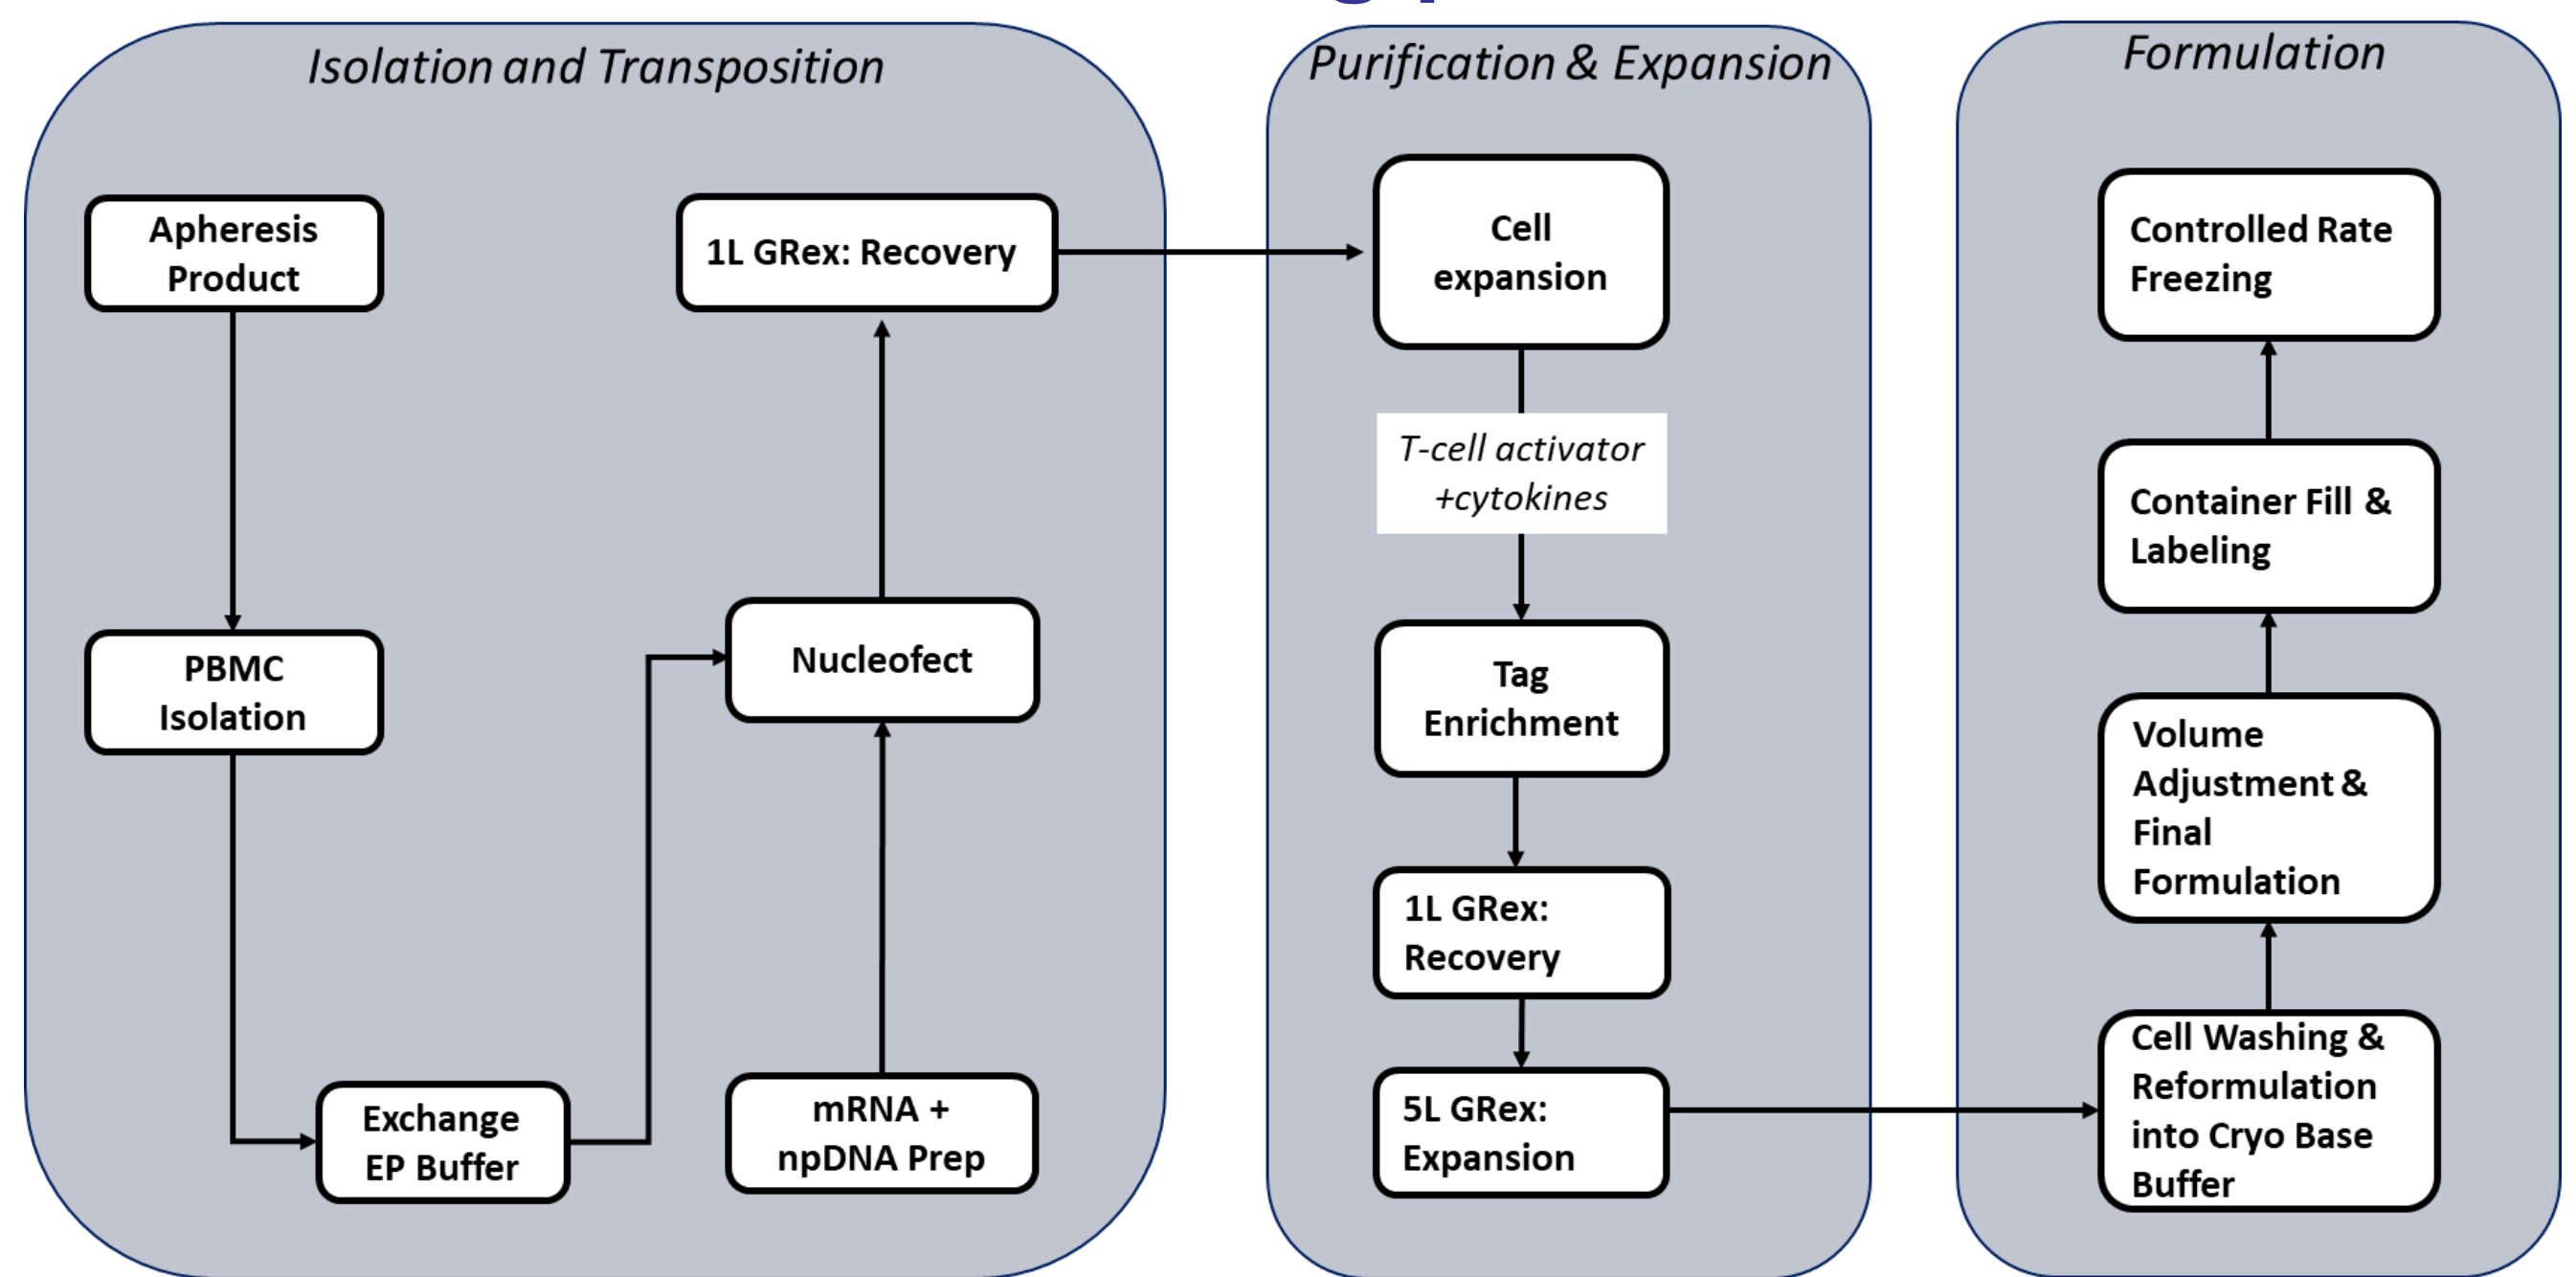 Isolation and Transposition
Apheresis
Product
PBMC
Isolation
Exchange
EP Buffer
mRNA +
npDNA Prep
Nucleofect
1L GRex: Recovery
Purification & Expansion
Cell
expansion
T-cell activator
+cytokines
Tag
Enrichment
1L GRex:
Recovery
5L GRex:
Expansion
Formulation
Controlled Rate
Freezing
Container Fill &
Labeling
Volume
Adjustment &
Final
Formulation
Cell Washing &
Reformulation
into Cryo Base
Buffer